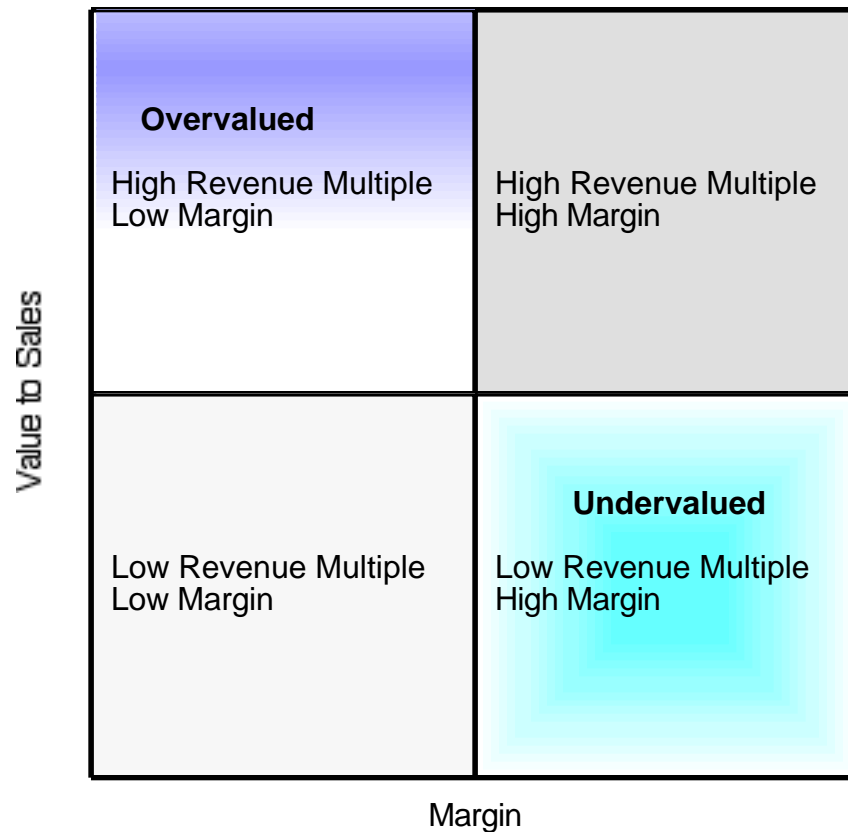 Overvalued
High Revenue Multiple
Low Margin
High Revenue Multiple
High Margin
Value to Sales
Low Revenue Multiple
Low Margin
Undervalued
Low Revenue Multiple
High Margin
Margin